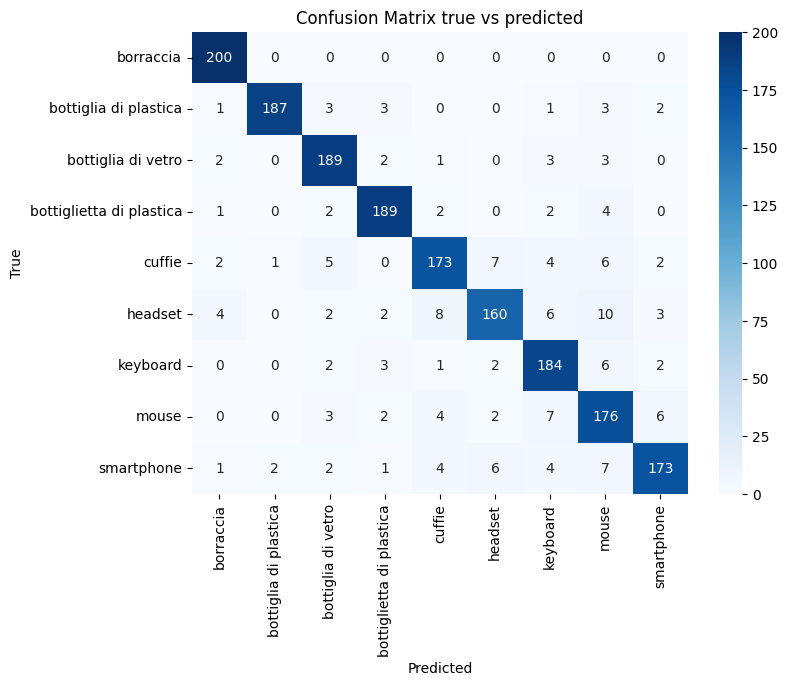 Confusion Matrix true vs predicted
True
borraccia 200 0 0 0 0 0 0 0 0
bottiglia di plastica 1 187 3 3 0 0 1 3 2
bottiglia di vetro 2 0 189 2 1 0 3 3 0
bottiglietta di plastica 1 0 2 189 2 0 2 4 0
cuffie 2 1 5 0 173 7 4 6 2
headset 4 0 2 2 8 160 6 10 3
keyboard 0 0 2 3 1 2 184 6 2
mouse 0 0 3 2 4 2 7 176 6
smartphone 1 2 2 1 4 6 4 7 173
borraccia
bottiglia di plastica
bottiglia di vetro
bottiglietta di plastica
cuffie
headset
keyboard
mouse
smartphone
Predicted
200
175
150
125
100
75
50
25
0